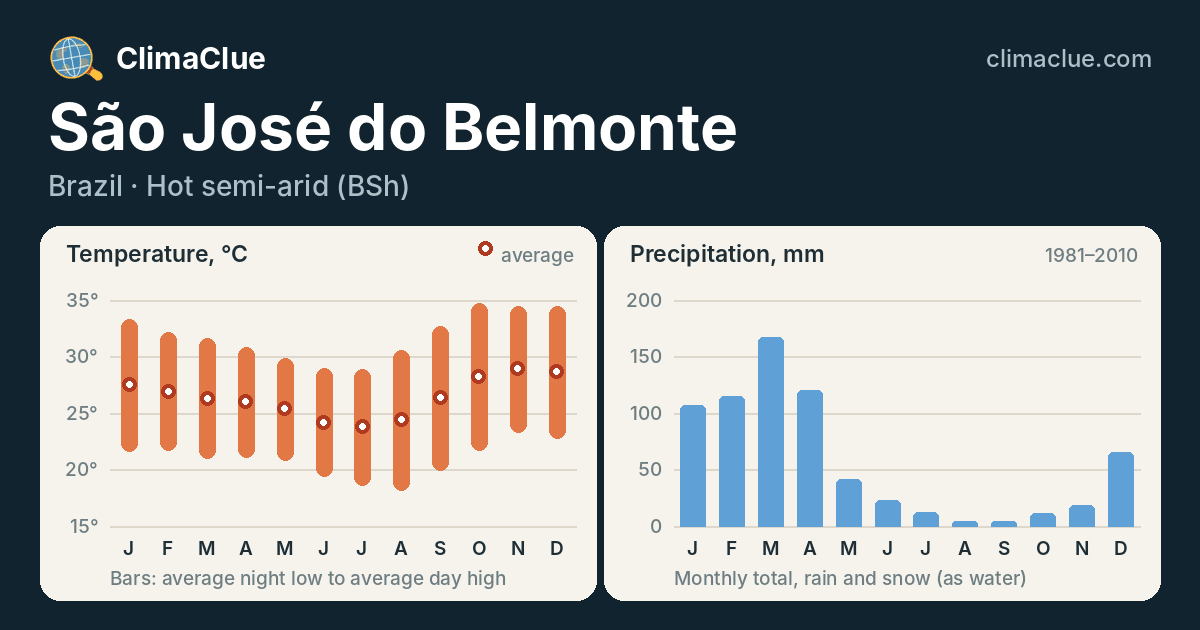 ClimaClue
climaclue.com
São José do Belmonte
Brazil · Hot semi-arid (BSh)
Temperature, °C
average
35°
30°
25°
20°
15°
J F M A M J J A S O N D
Bars: average night low to average day high
Precipitation, mm
1981–2010
200
150
100
50
0
J F M A M J J A S O N D
Monthly total, rain and snow (as water)